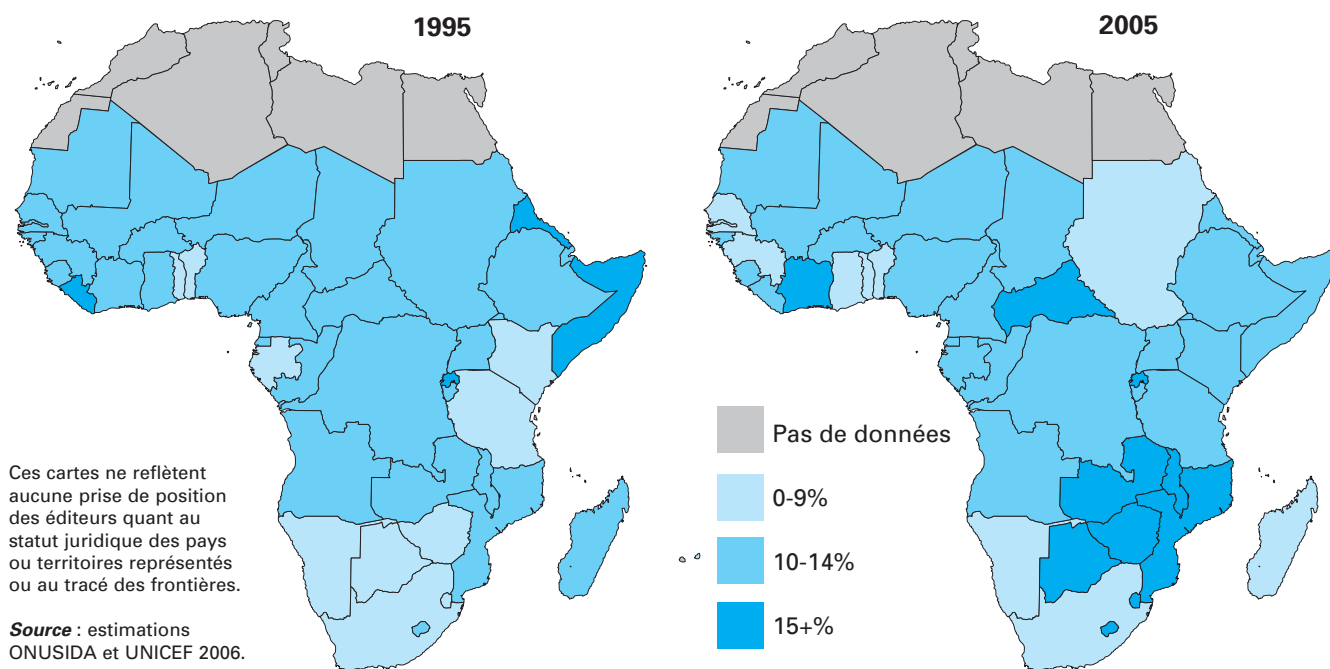 1995
2005
Pas de données
0-9%
10-14%
15+%
Ces cartes ne reflètent
aucune prise de position
des éditeurs quant au
statut juridique des pays
ou territoires représentés
ou au tracé des frontières.
Source : estimations
ONUSIDA et UNICEF 2006.